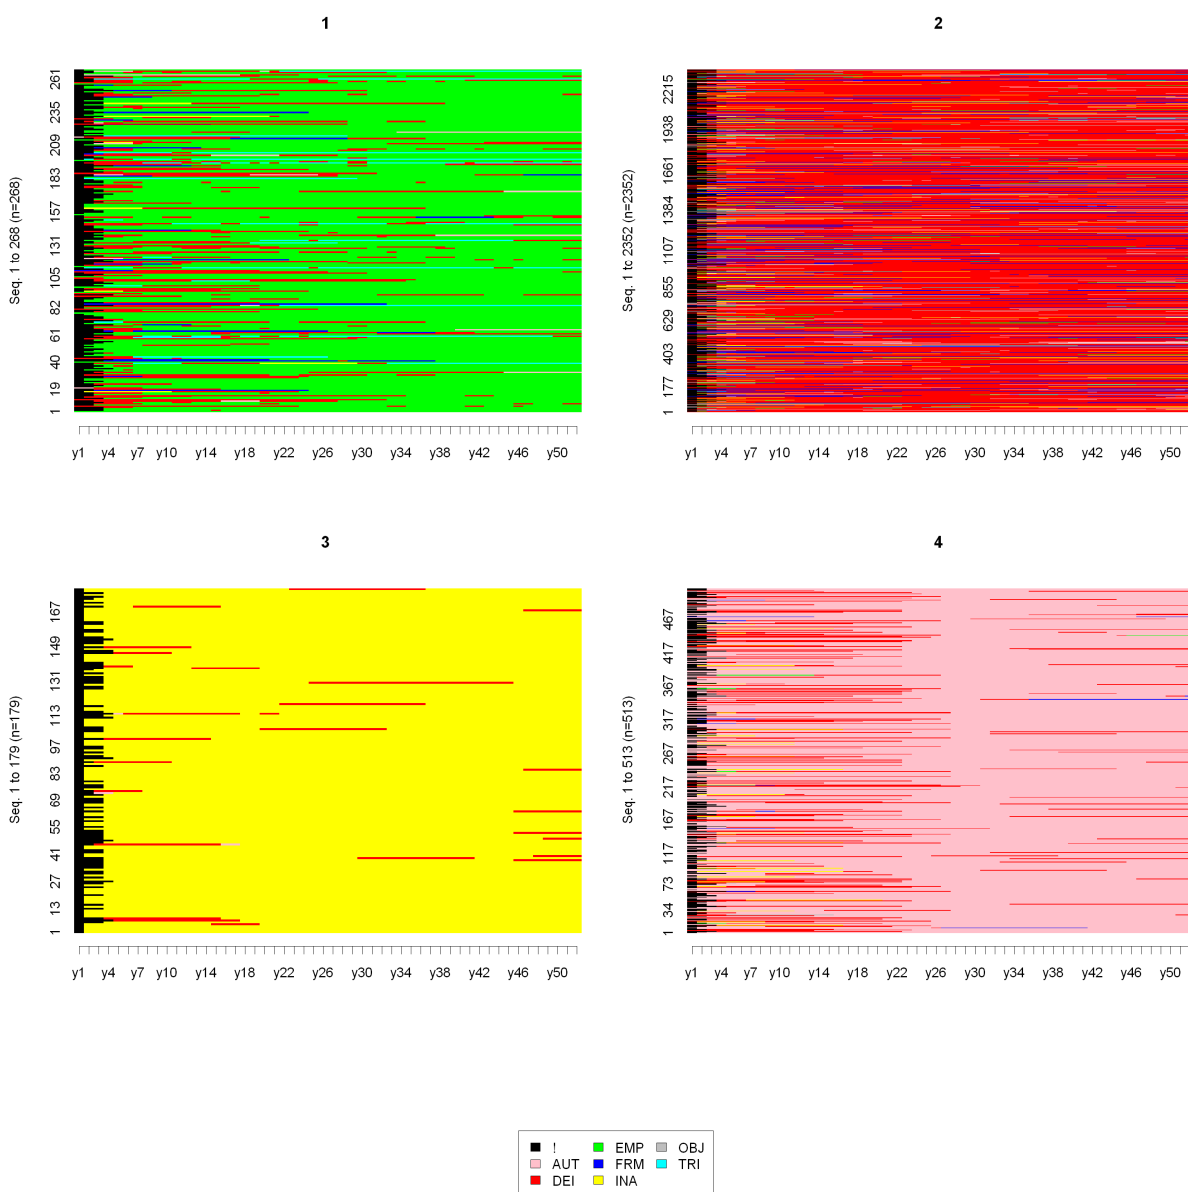 1
2
Seq. 1 to 268 (n=268)
1 19 40 61 82 105 131 157 183 209 235 261
y1 y4 y7 y10 y14 y18 y22 y26 y30 y34 y38 y42 y46 y50
Seq. 1 to 2352 (n=2352)
1 177 403 629 855 1107 1384 1661 1938 2215
y1 y4 y7 y10 y14 y18 y22 y26 y30 y34 y38 y42 y46 y50
3
4
Seq. 1 to 179 (n=179)
1 13 27 41 55 69 83 97 113 131 149 167
y1 y4 y7 y10 y14 y18 y22 y26 y30 y34 y38 y42 y46 y50
Seq. 1 to 513 (n=513)
1 34 73 117 167 217 267 317 367 417 467
y1 y4 y7 y10 y14 y18 y22 y26 y30 y34 y38 y42 y46 y50
! EMP OBJ
AUT FRM TRI
DEI INA